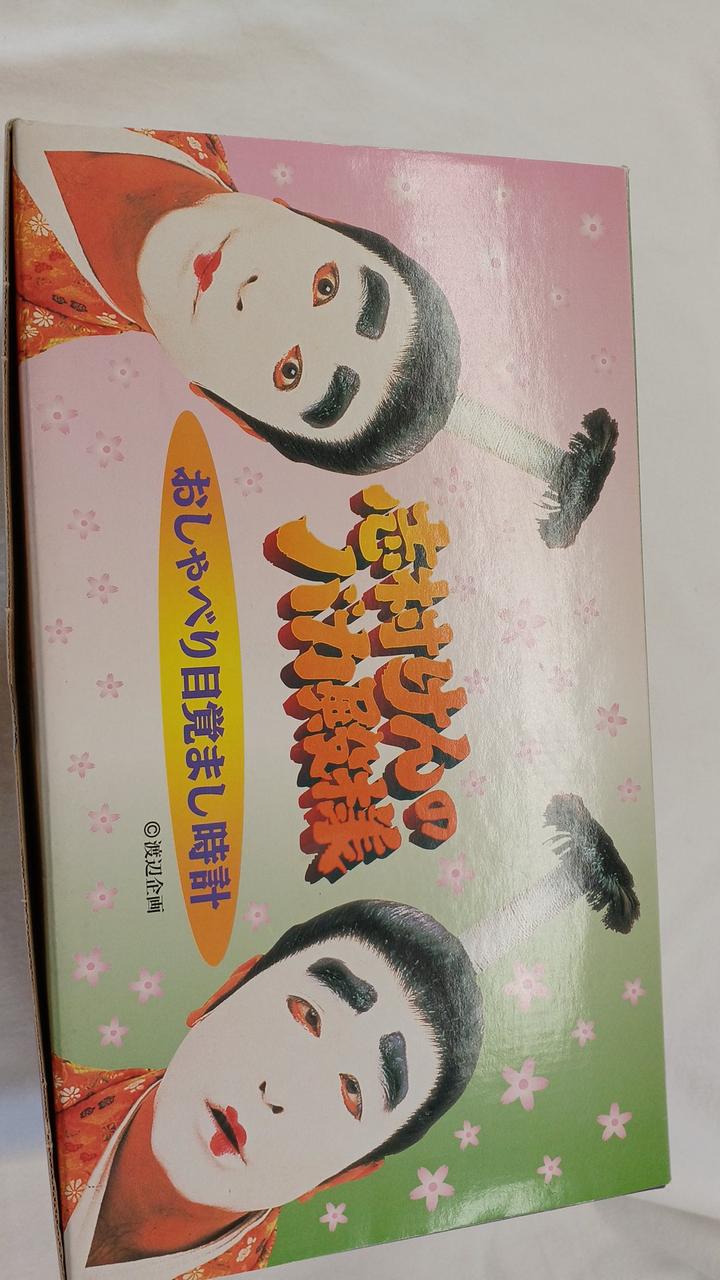 志村けんの
バカ殿様
おしゃべり目覚まし時計
©渡辺企画